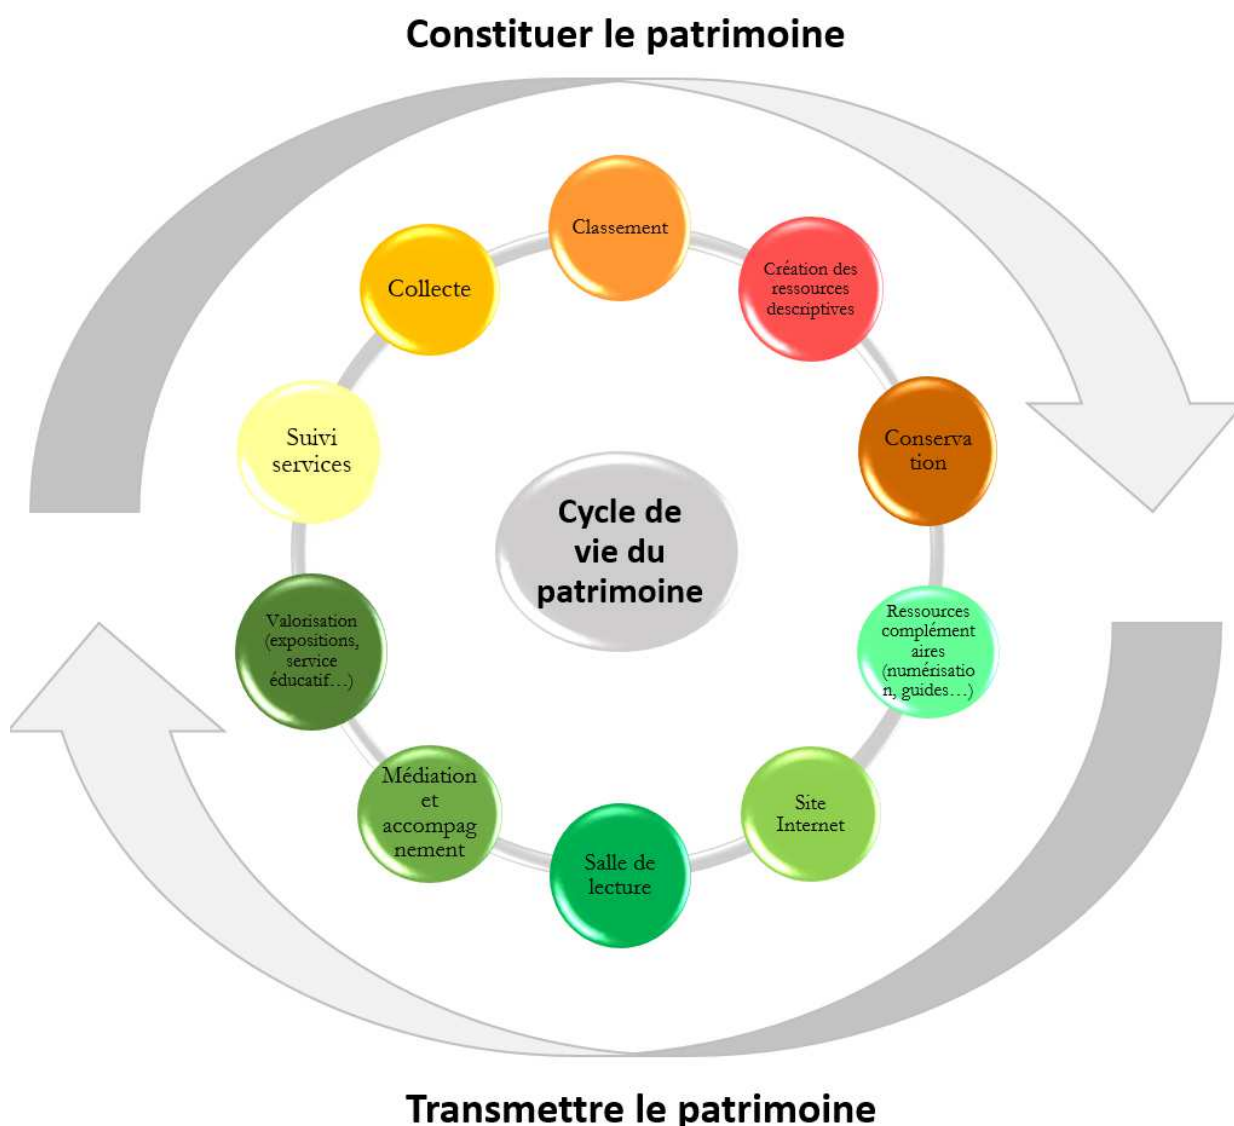 Constituer le patrimoine
Classement
Création des
ressources
descriptives
Conserva
tion
Ressources
complément
aires
(numérisatio
n, guides…)
Site
Internet
Salle de
lecture
Médiation
et
accompag
nement
Valorisation
(expositions,
service
éducatif…)
Suivi
services
Collecte
Cycle de
vie du
patrimoine
Transmettre le patrimoine